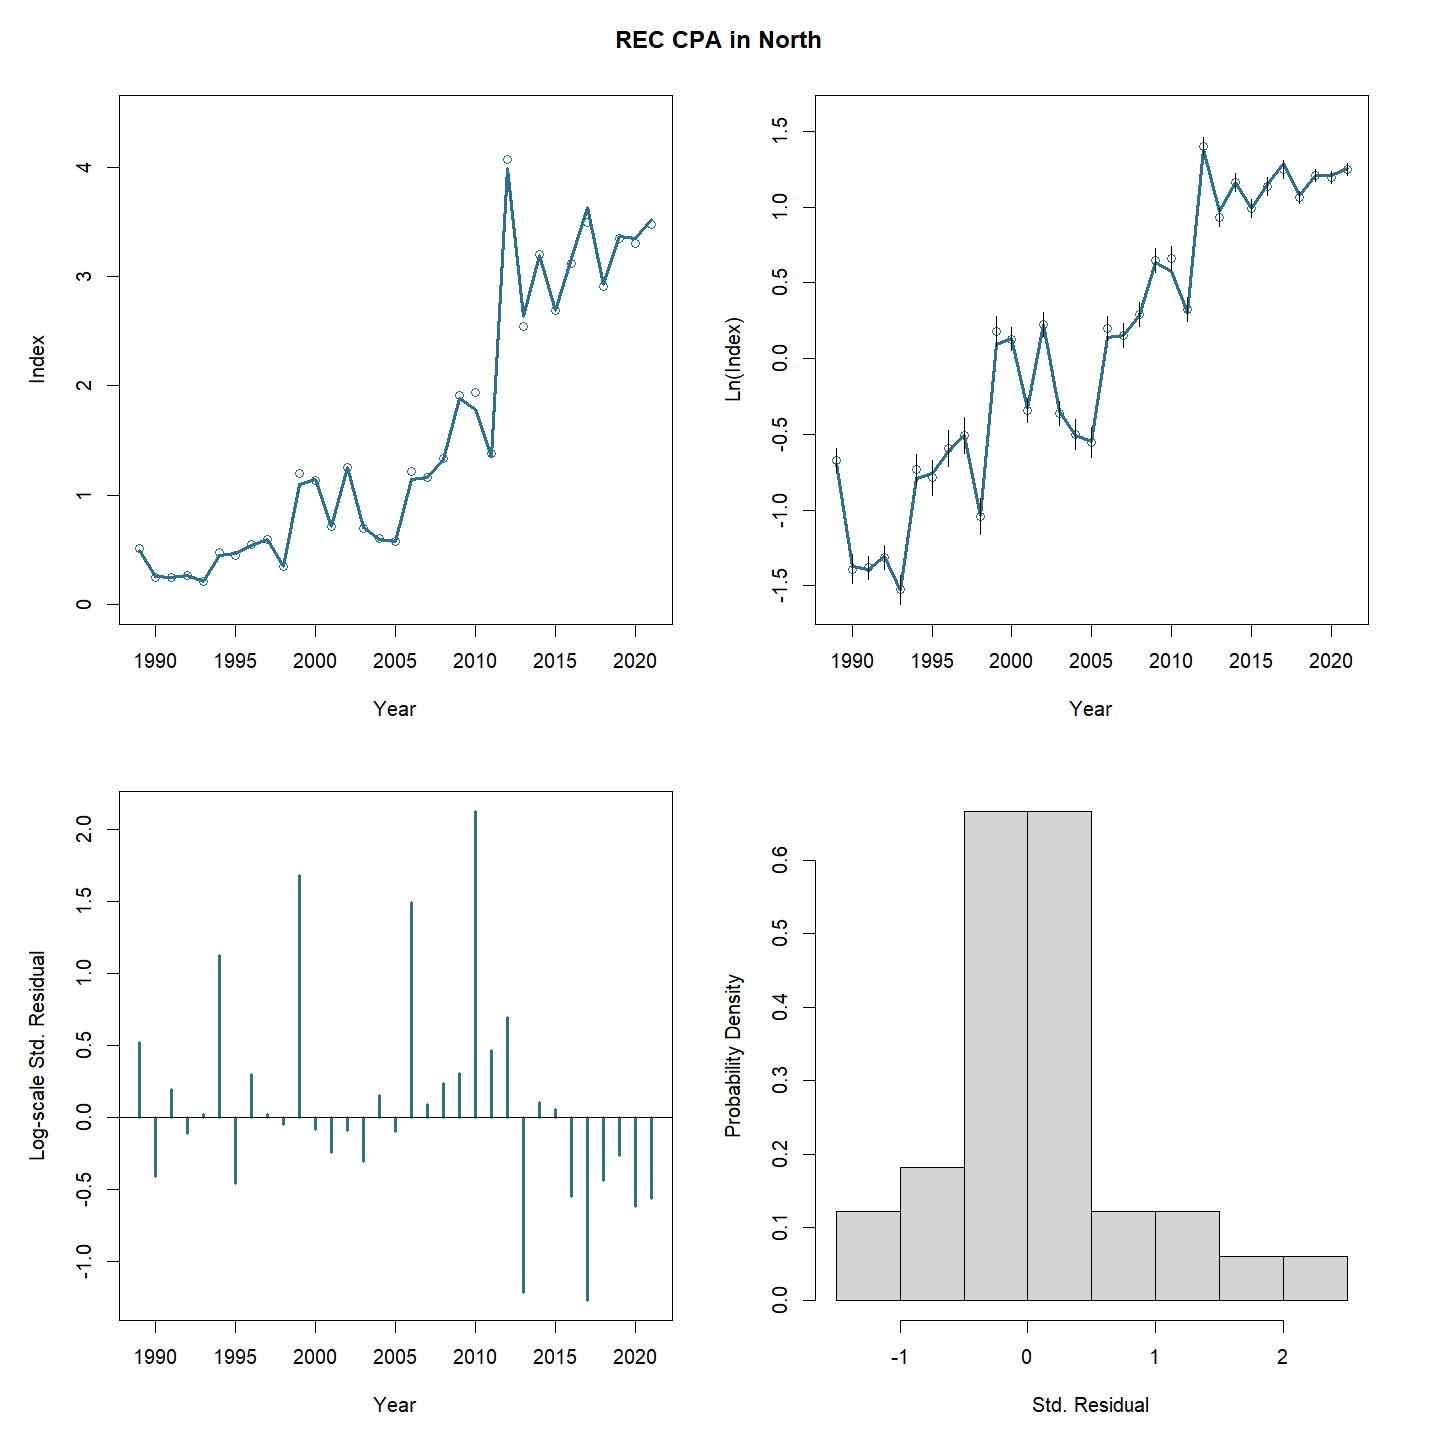 REC CPA in North
Index
0 1 2 3 4
1990 1995 2000 2005 2010 2015 2020
Year
Ln(Index)
-1.5 -1.0 -0.5 0.0 0.5 1.0 1.5
1990 1995 2000 2005 2010 2015 2020
Year
Log-scale Std. Residual
-1.0 -0.5 0.0 0.5 1.0 1.5 2.0
1990 1995 2000 2005 2010 2015 2020
Year
Probability Density
0.0 0.1 0.2 0.3 0.4 0.5 0.6
-1 0 1 2
Std. Residual